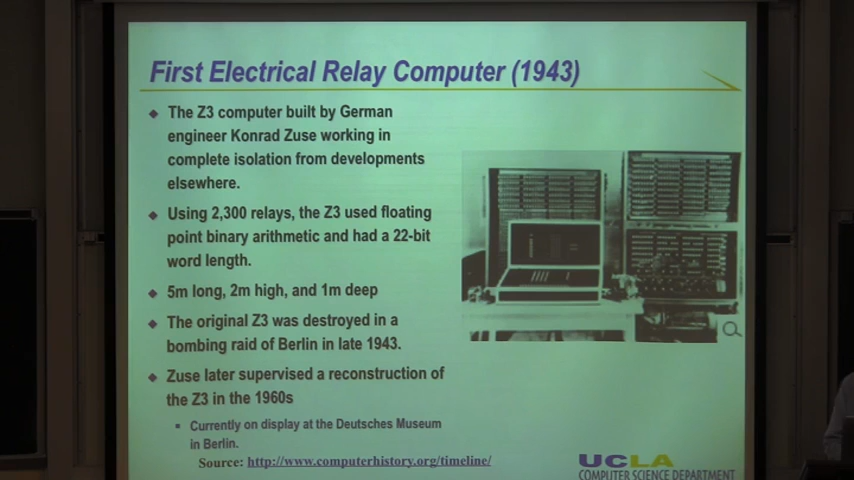 First Electrical Relay Computer (1943)
The Z3 computer built by German
engineer Konrad Zuse working in
complete isolation from developments
elsewhere.
Using 2,300 relays, the Z3 used floating
point binary arithmetic and had a 22-bit
word length.
5m long, 2m high, and 1m deep
The original Z3 was destroyed in a
bombing raid of Berlin in late 1943.
Zuse later supervised a reconstruction of
the Z3 in the 1960s
Currently on display at the Deutsches Museum
in Berlin.
Source: http://www.computerhistory.org/timeline/
UCLA
COMPUTER SCIENCE DEPARTMENT